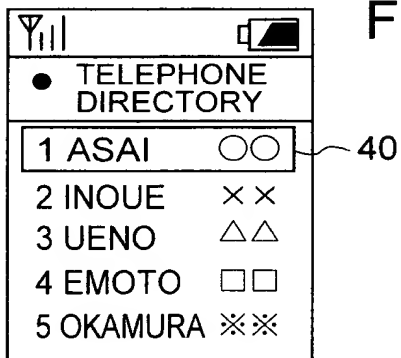 F
● TELEPHONE
DIRECTORY
1 ASAI ○○
40
2 INOUE ××
3 UENO △△
4 EMOTO □□
5 OKAMURA ※※